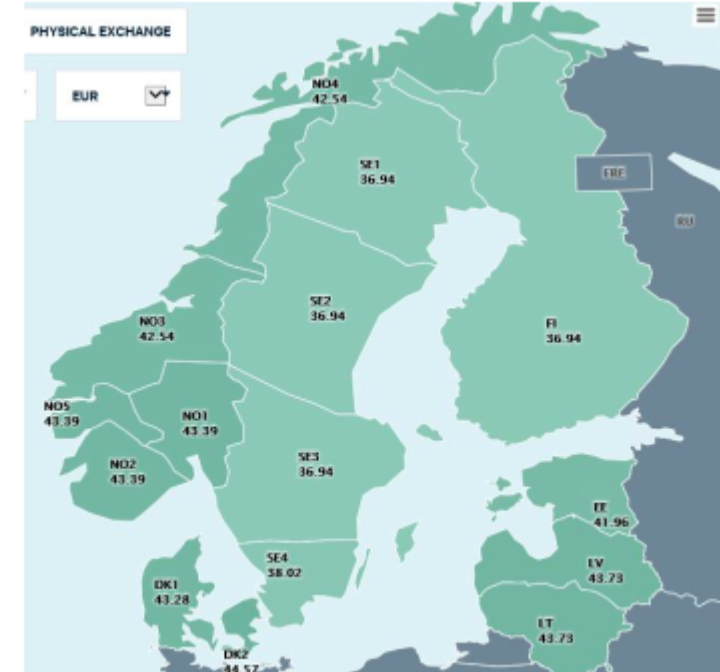 PHYSICAL EXCHANGE
EUR
NO4
42.54
SE1
36.94
FRE
RU
SE2
36.94
NO3
42.54
FI
36.94
NO5
43.39
NO1
43.39
NO2
43.39
SE3
36.94
EE
41.96
SE4
38.02
LV
43.73
DK1
43.28
LT
43.73
DK2
44.57